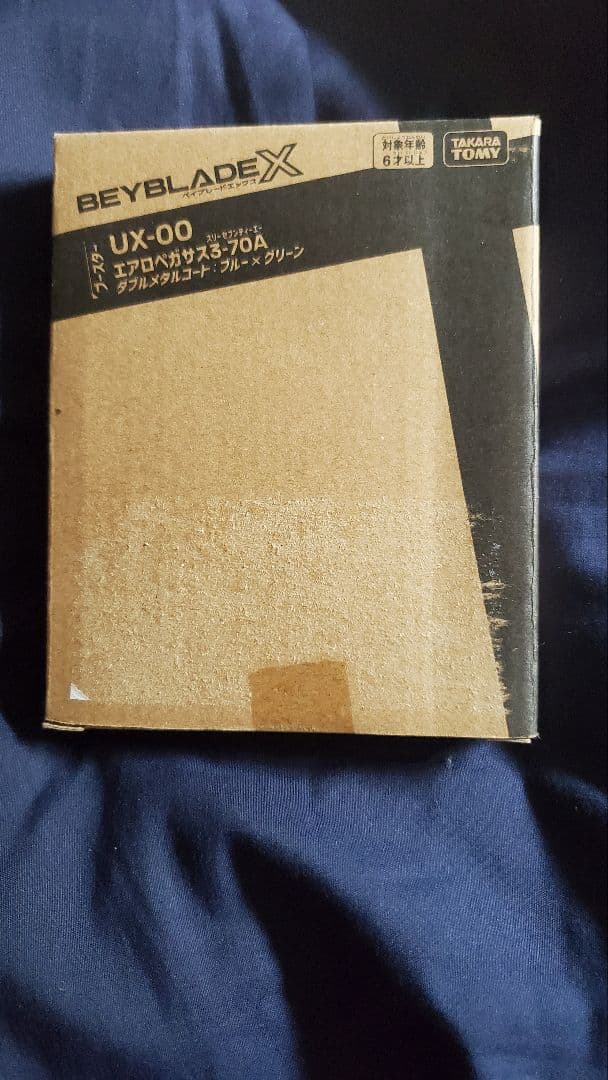 BEYBLADE X
ベイブレードエックス
対象年齢
6才以上
TAKARA
TOMY
ブースター
UX-00
スリーセブンティーエー
エアロペガサス3-70A
ダブルメタルコート:ブルー×グリーン